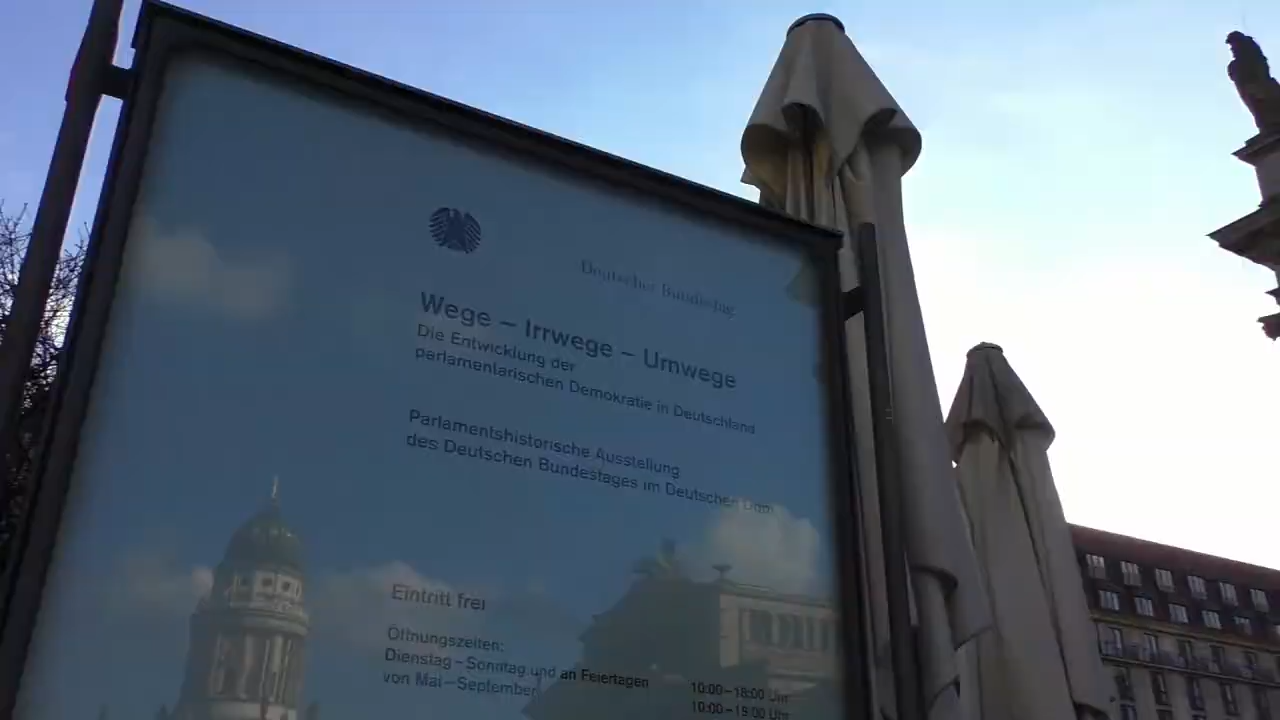 Deutscher Bundestag
Wege – Irrwege – Umwege
Die Entwicklung der
parlamentarischen Demokratie in Deutschland
Parlamentshistorische Ausstellung
des Deutschen Bundestages im Deutschen Dom
Eintritt frei
Öffnungszeiten:
Dienstag – Sonntag und an Feiertagen 10:00 – 18:00 Uhr
von Mai – September 10:00 – 19:00 Uhr